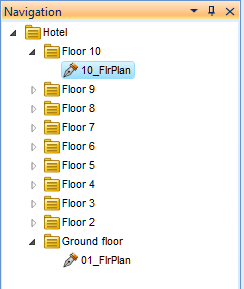 Navigation
Hotel
Floor 10
10_FlrPlan
Floor 9
Floor 8
Floor 7
Floor 6
Floor 5
Floor 4
Floor 3
Floor 2
Ground floor
01_FlrPlan